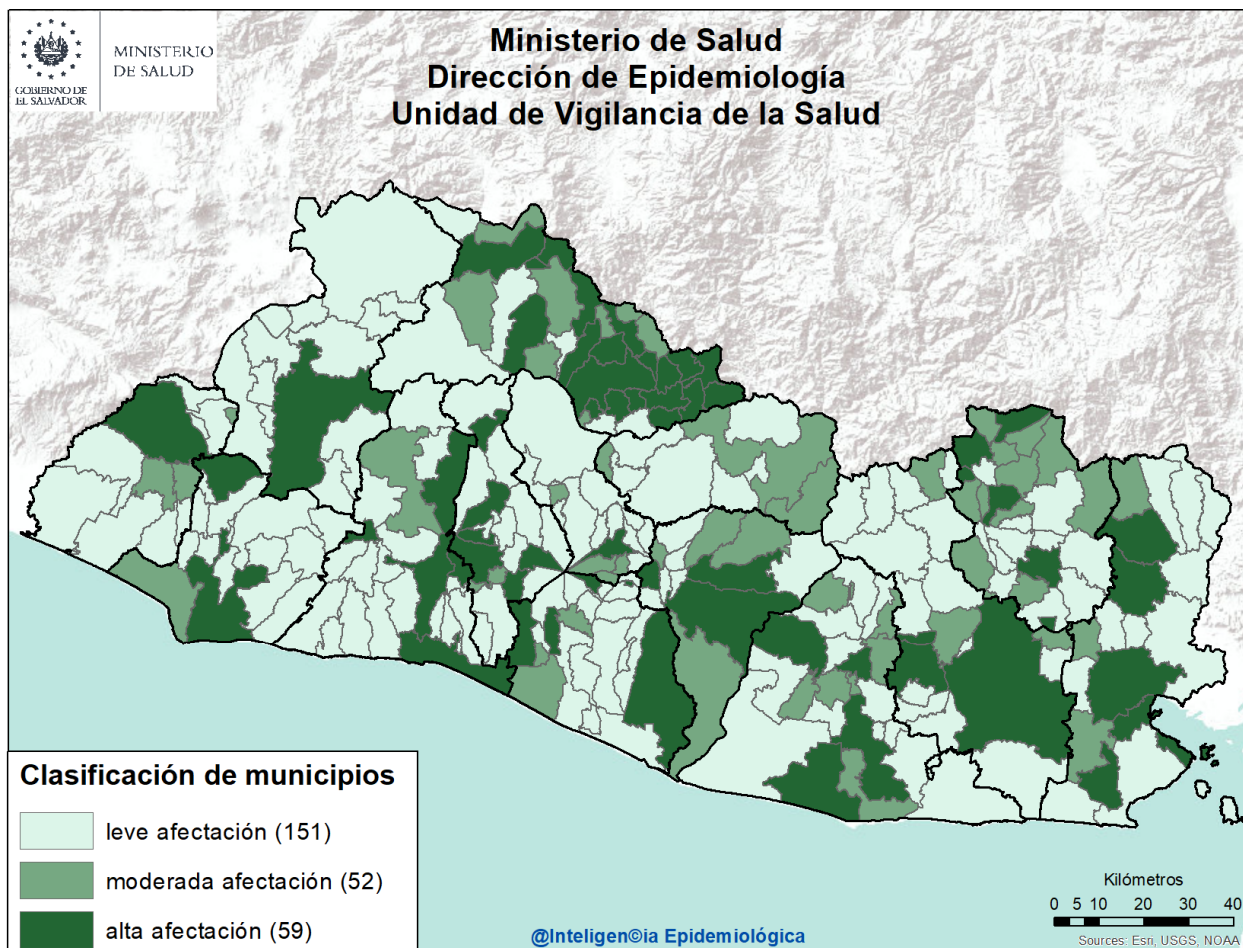 GOBIERNO DE
EL SALVADOR
MINISTERIO
DE SALUD
Ministerio de Salud
Dirección de Epidemiología
Unidad de Vigilancia de la Salud
Clasificación de municipios
leve afectación (151)
moderada afectación (52)
alta afectación (59)
@Inteligen©ia Epidemiológica
Kilómetros
0 5 10 20 30 40
Sources: Esri, USGS, NOAA